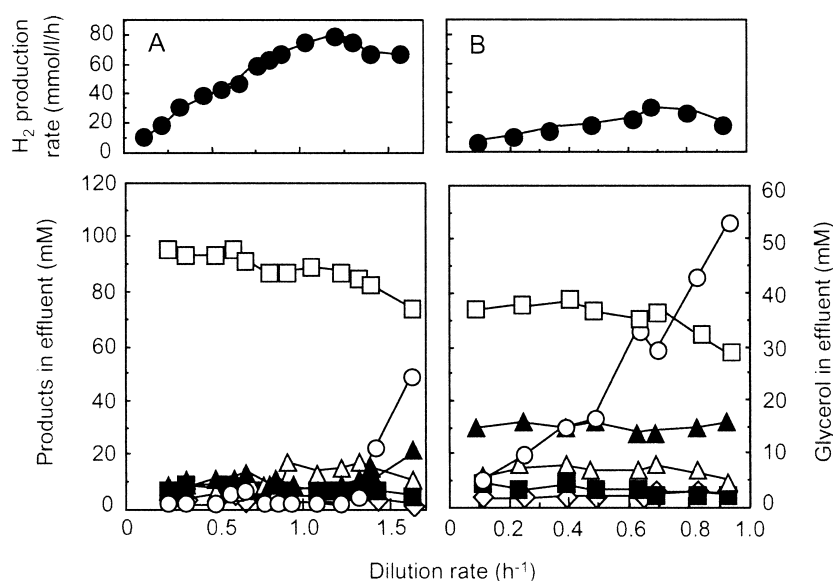 H₂ production
rate (mmol/l/h)
80
60
40
20
0
A
B
Products in effluent (mM)
120
100
80
60
40
20
0
60
50
40
30
20
10
0
Glycerol in effluent (mM)
0 0.5 1.0 1.5
0 0.2 0.4 0.6 0.8 1.0
Dilution rate (h⁻¹)